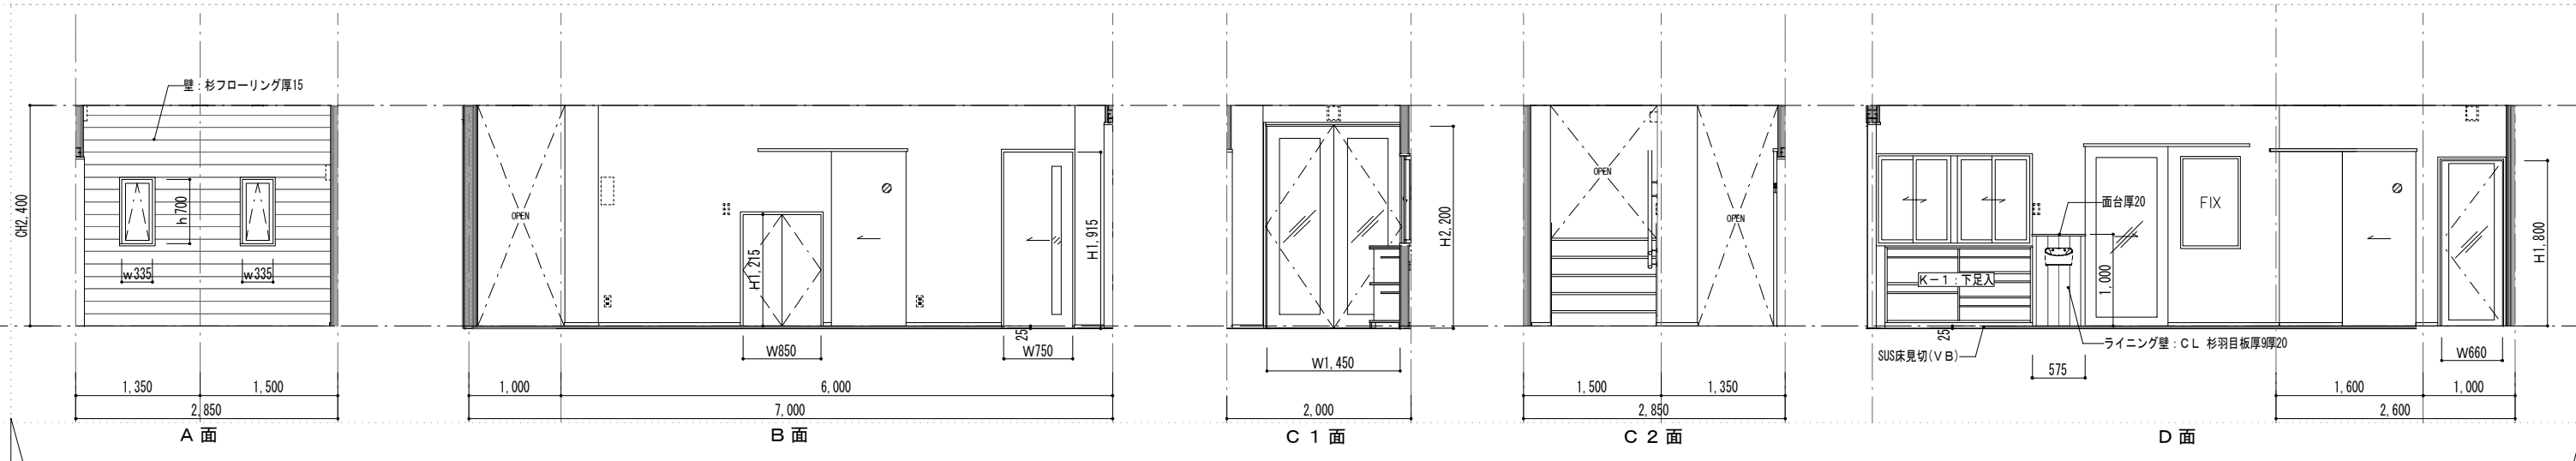 壁：杉フローリング厚15
CH2,400
h700
w335
w335
1,350
1,500
2,850
A面
OPEN
H1,215
H1,915
25
W850
W750
1,000
6,000
7,000
B面
H2,200
W1,450
2,000
C1面
OPEN
OPEN
1,500
1,350
2,850
C2面
面台厚20
FIX
K－1：下足入
1,000
H1,800
25
SUS床見切(VB)
ライニング壁：CL 杉羽目板厚9厚20
575
W660
1,600
1,000
2,600
D面